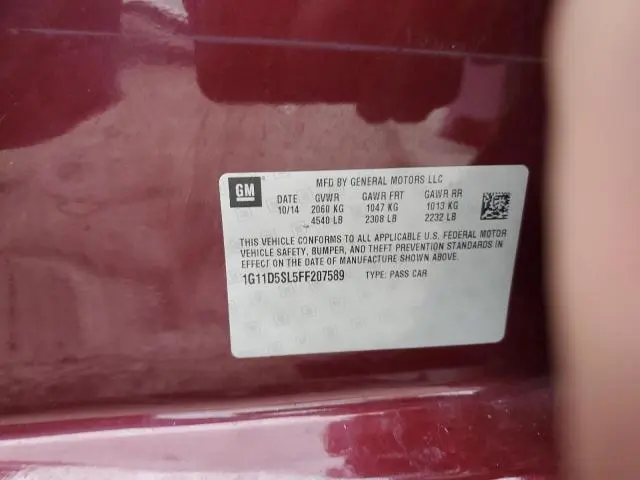 GM
MFD BY GENERAL MOTORS LLC
DATE GVWR GAWR FRT GAWR RR
10/14 2060 KG 1047 KG 1013 KG
4540 LB 2308 LB 2232 LB
THIS VEHICLE CONFORMS TO ALL APPLICABLE U.S. FEDERAL MOTOR
VEHICLE SAFETY, BUMPER, AND THEFT PREVENTION STANDARDS IN
EFFECT ON THE DATE OF MANUFACTURE SHOWN ABOVE.
1G11D5SL5FF207589 TYPE: PASS CAR